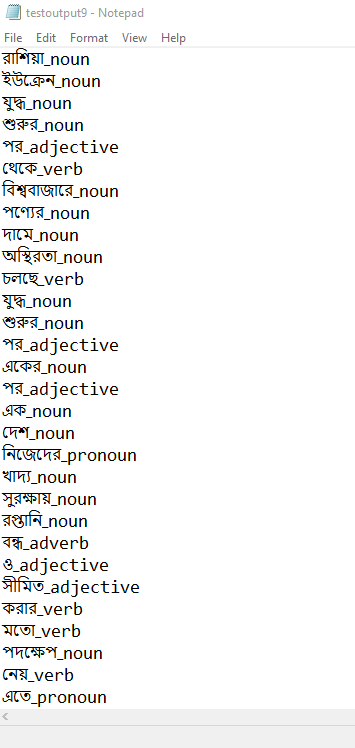 testoutput9 - Notepad
File Edit Format View Help
রাশিয়া_noun
ইউক্রেন_noun
যুদ্ধ_noun
শুরুর_noun
পর_adjective
থেকে_verb
বিশ্ববাজারে_noun
পণ্যের_noun
দামে_noun
অস্থিরতা_noun
চলছে_verb
যুদ্ধ_noun
শুরুর_noun
পর_adjective
একের_noun
পর_adjective
এক_noun
দেশ_noun
নিজেদের_pronoun
খাদ্য_noun
সুরক্ষায়_noun
রপ্তানি_noun
বন্ধ_adverb
ও_adjective
সীমিত_adjective
করার_verb
মতো_verb
পদক্ষেপ_noun
নেয়_verb
এতে_pronoun